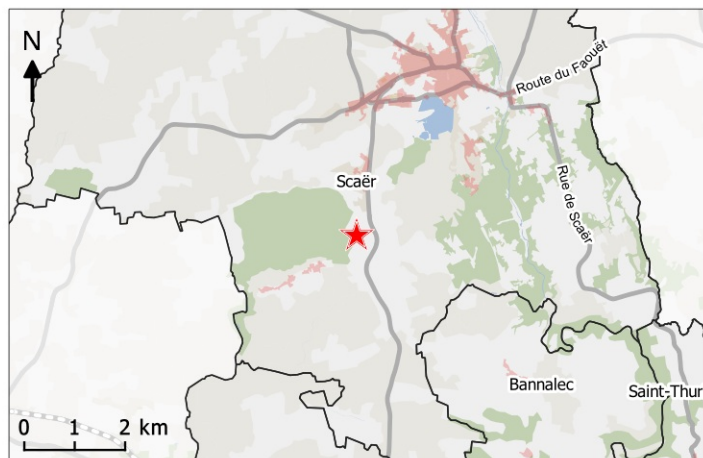 N
Route du Faouët
Scaër
Rue de Scaër
Bannalec
Saint-Thur
0 1 2 km